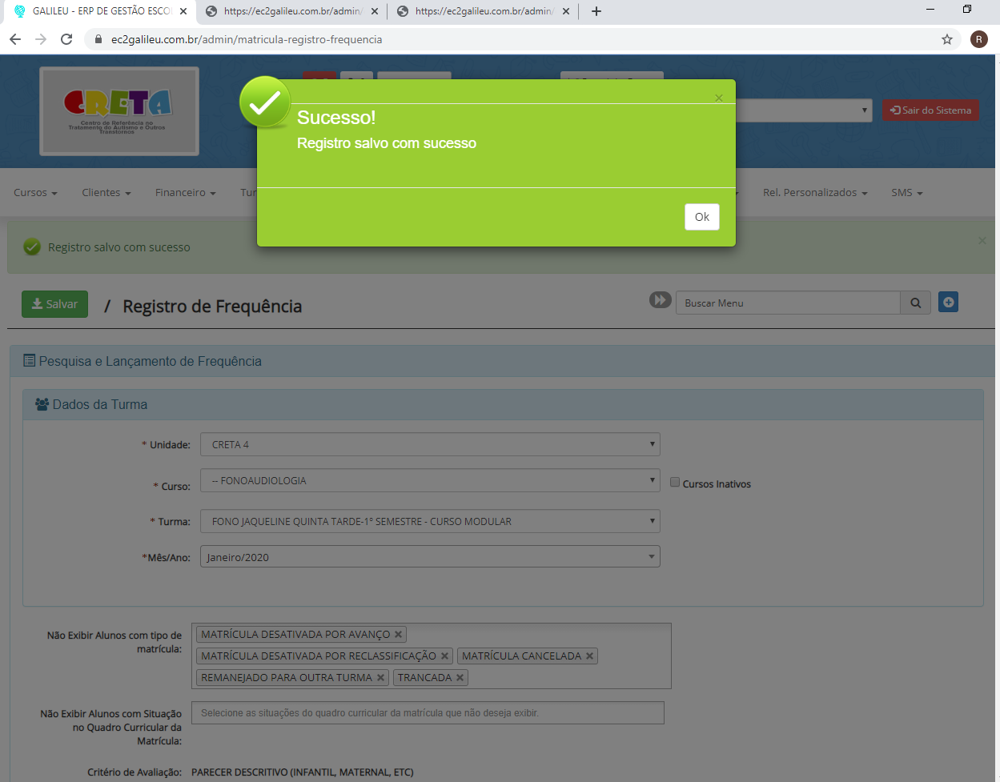 GALILEU - ERP DE GESTÃO ESCO
https://ec2galileu.com.br/admin/
https://ec2galileu.com.br/admin/
ec2galileu.com.br/admin/matricula-registro-frequencia
R
CRETA
Centro de Referência no
Tratamento do Autismo e Outros
Transtornos
Sair do Sistema
×
Sucesso!
Registro salvo com sucesso
Ok
Cursos
Clientes
Financeiro
Tur
Rel. Personalizados
SMS
Registro salvo com sucesso
×
Salvar
/ Registro de Frequência
Buscar Menu
Pesquisa e Lançamento de Frequência
Dados da Turma
* Unidade:
CRETA 4
* Curso:
-- FONOAUDIOLOGIA
Cursos Inativos
* Turma:
FONO JAQUELINE QUINTA TARDE-1º SEMESTRE - CURSO MODULAR
*Mês/Ano:
Janeiro/2020
Não Exibir Alunos com tipo de
matrícula:
MATRÍCULA DESATIVADA POR AVANÇO
MATRÍCULA DESATIVADA POR RECLASSIFICAÇÃO
MATRÍCULA CANCELADA
REMANEJADO PARA OUTRA TURMA
TRANCADA
Não Exibir Alunos com Situação
no Quadro Curricular da
Matrícula:
Selecione as situações do quadro curricular da matrícula que não deseja exibir.
Critério de Avaliação:
PARECER DESCRITIVO (INFANTIL, MATERNAL, ETC)